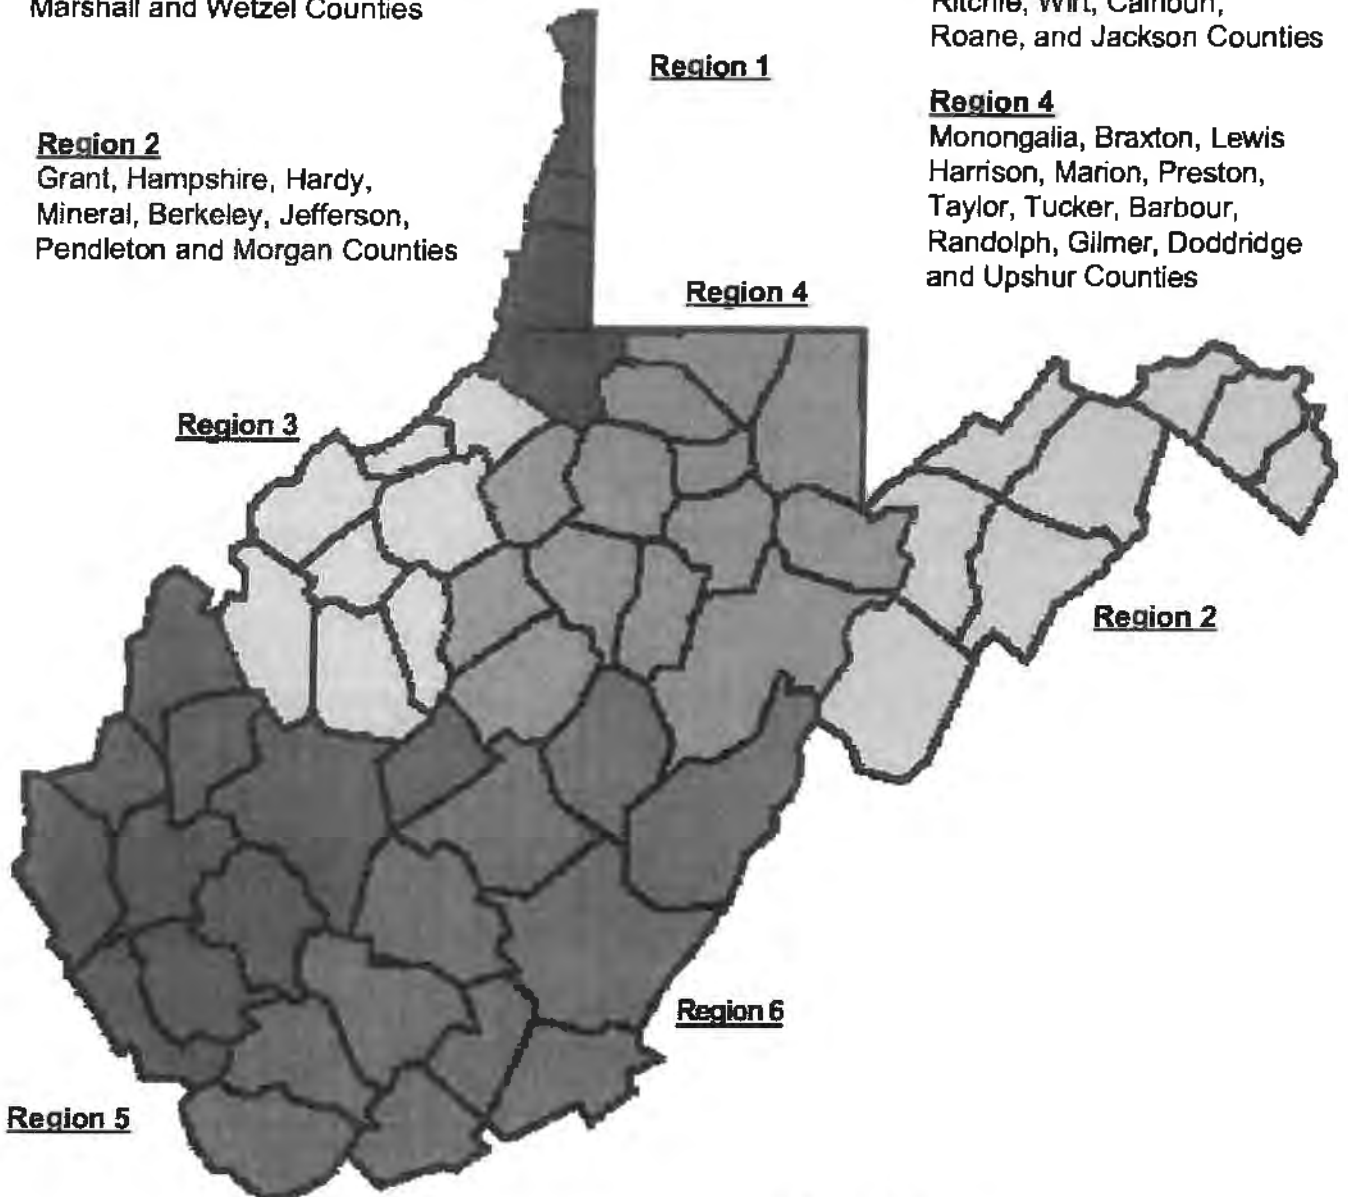 Marshall and Wetzel Counties
Ritchie, Wirt, Calhoun,
Roane, and Jackson Counties
Region 1
Region 4
Monongalia, Braxton, Lewis
Harrison, Marion, Preston,
Taylor, Tucker, Barbour,
Randolph, Gilmer, Doddridge
and Upshur Counties
Region 2
Grant, Hampshire, Hardy,
Mineral, Berkeley, Jefferson,
Pendleton and Morgan Counties
Region 4
Region 3
Region 2
Region 6
Region 5